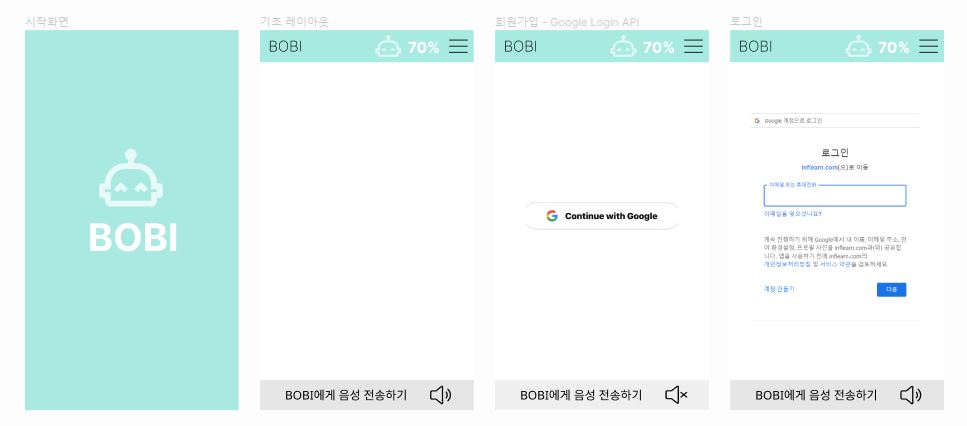 시작화면
BOBI
기초 레이아웃
BOBI 70%
BOBI에게 음성 전송하기
회원가입 - Google Login API
BOBI 70%
Continue with Google
BOBI에게 음성 전송하기
로그인
BOBI 70%
Google 계정으로 로그인
로그인
inflearn.com(으)로 이동
이메일 또는 휴대전화
이메일을 잊으셨나요?
계속 진행하기 위해 Google에서 내 이름, 이메일 주소, 언
어 환경설정, 프로필 사진을 inflearn.com과(와) 공유합
니다. 앱을 사용하기 전에 inflearn.com의
개인정보처리방침 및 서비스 약관을 검토하세요.
계정 만들기
다음
BOBI에게 음성 전송하기